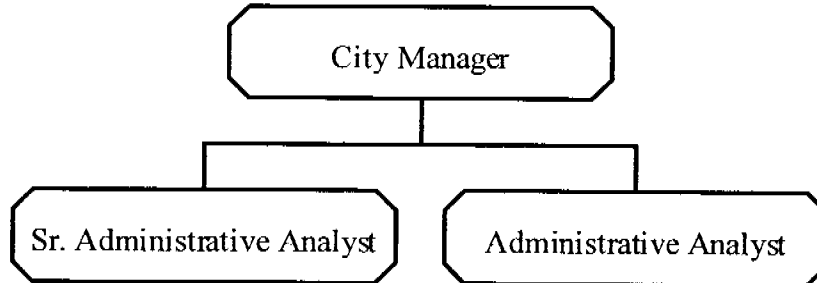 City Manager
Sr. Administrative Analyst
Administrative Analyst